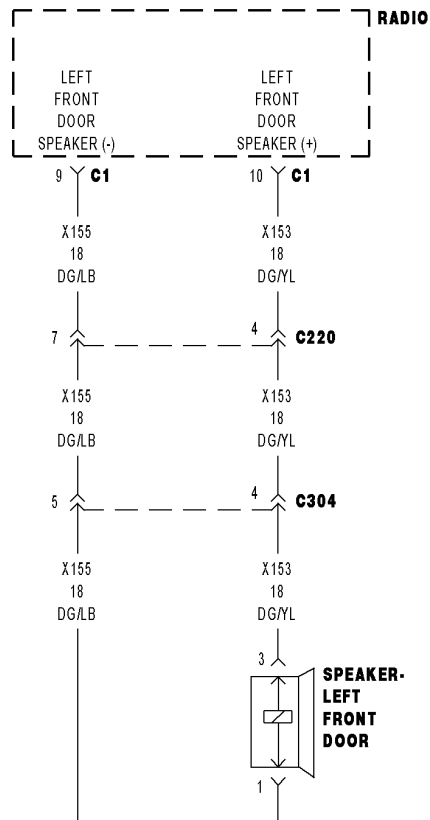 RADIO
LEFT
FRONT
DOOR
SPEAKER (-)
LEFT
FRONT
DOOR
SPEAKER (+)
9 C1
10 C1
X155
18
DG/LB
X153
18
DG/YL
7
4 C220
X155
18
DG/LB
X153
18
DG/YL
5
4 C304
X155
18
DG/LB
X153
18
DG/YL
3
SPEAKER-
LEFT
FRONT
DOOR
1